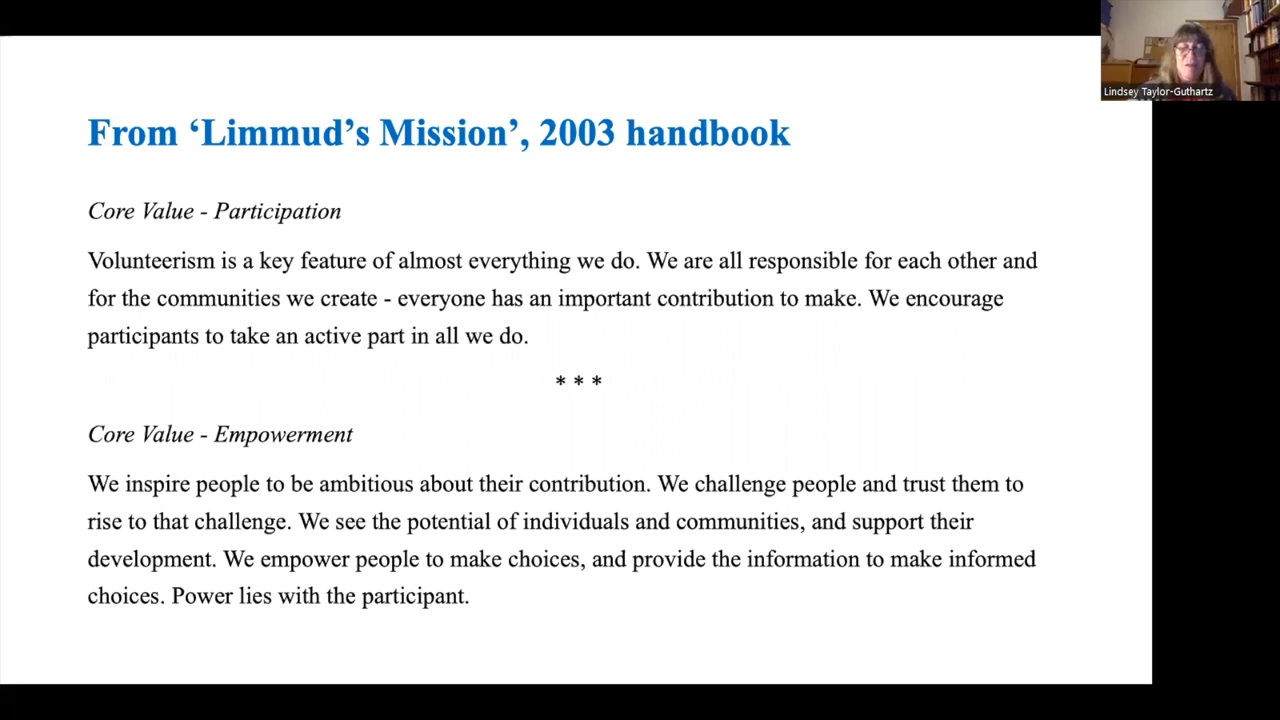 From ‘Limmud’s Mission’, 2003 handbook
Core Value - Participation
Volunteerism is a key feature of almost everything we do. We are all responsible for each other and
for the communities we create - everyone has an important contribution to make. We encourage
participants to take an active part in all we do.
* * *
Core Value - Empowerment
We inspire people to be ambitious about their contribution. We challenge people and trust them to
rise to that challenge. We see the potential of individuals and communities, and support their
development. We empower people to make choices, and provide the information to make informed
choices. Power lies with the participant.
Lindsey Taylor-Guthartz